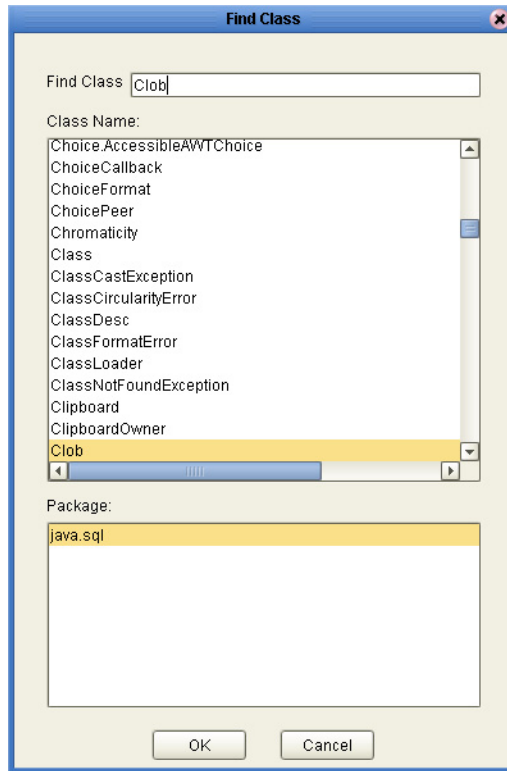 Find Class
Find Class Clob
Class Name:
Choice.AccessibleAWTChoice
ChoiceCallback
ChoiceFormat
ChoicePeer
Chromaticity
Class
ClassCastException
ClassCircularityError
ClassDesc
ClassFormatError
ClassLoader
ClassNotFoundException
Clipboard
ClipboardOwner
Clob
Package:
java.sql
OK Cancel